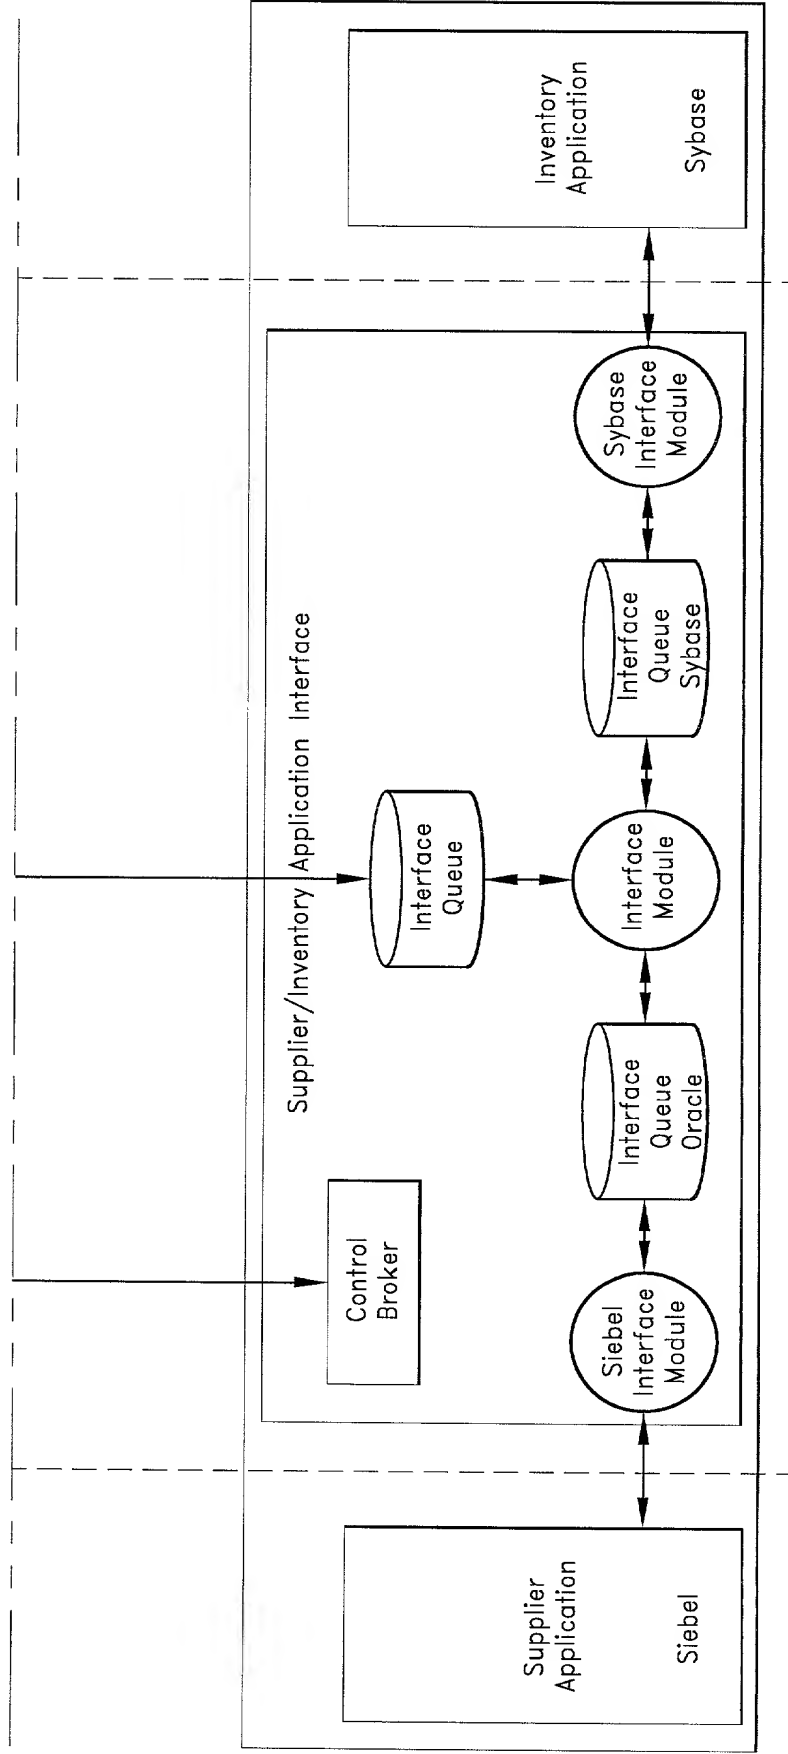 Supplier/Inventory Application Interface
Control
Broker
Interface
Queue
Supplier
Application
Siebel
Siebel
Interface
Module
Interface
Queue
Oracle
Interface
Module
Interface
Queue
Sybase
Sybase
Interface
Module
Inventory
Application
Sybase